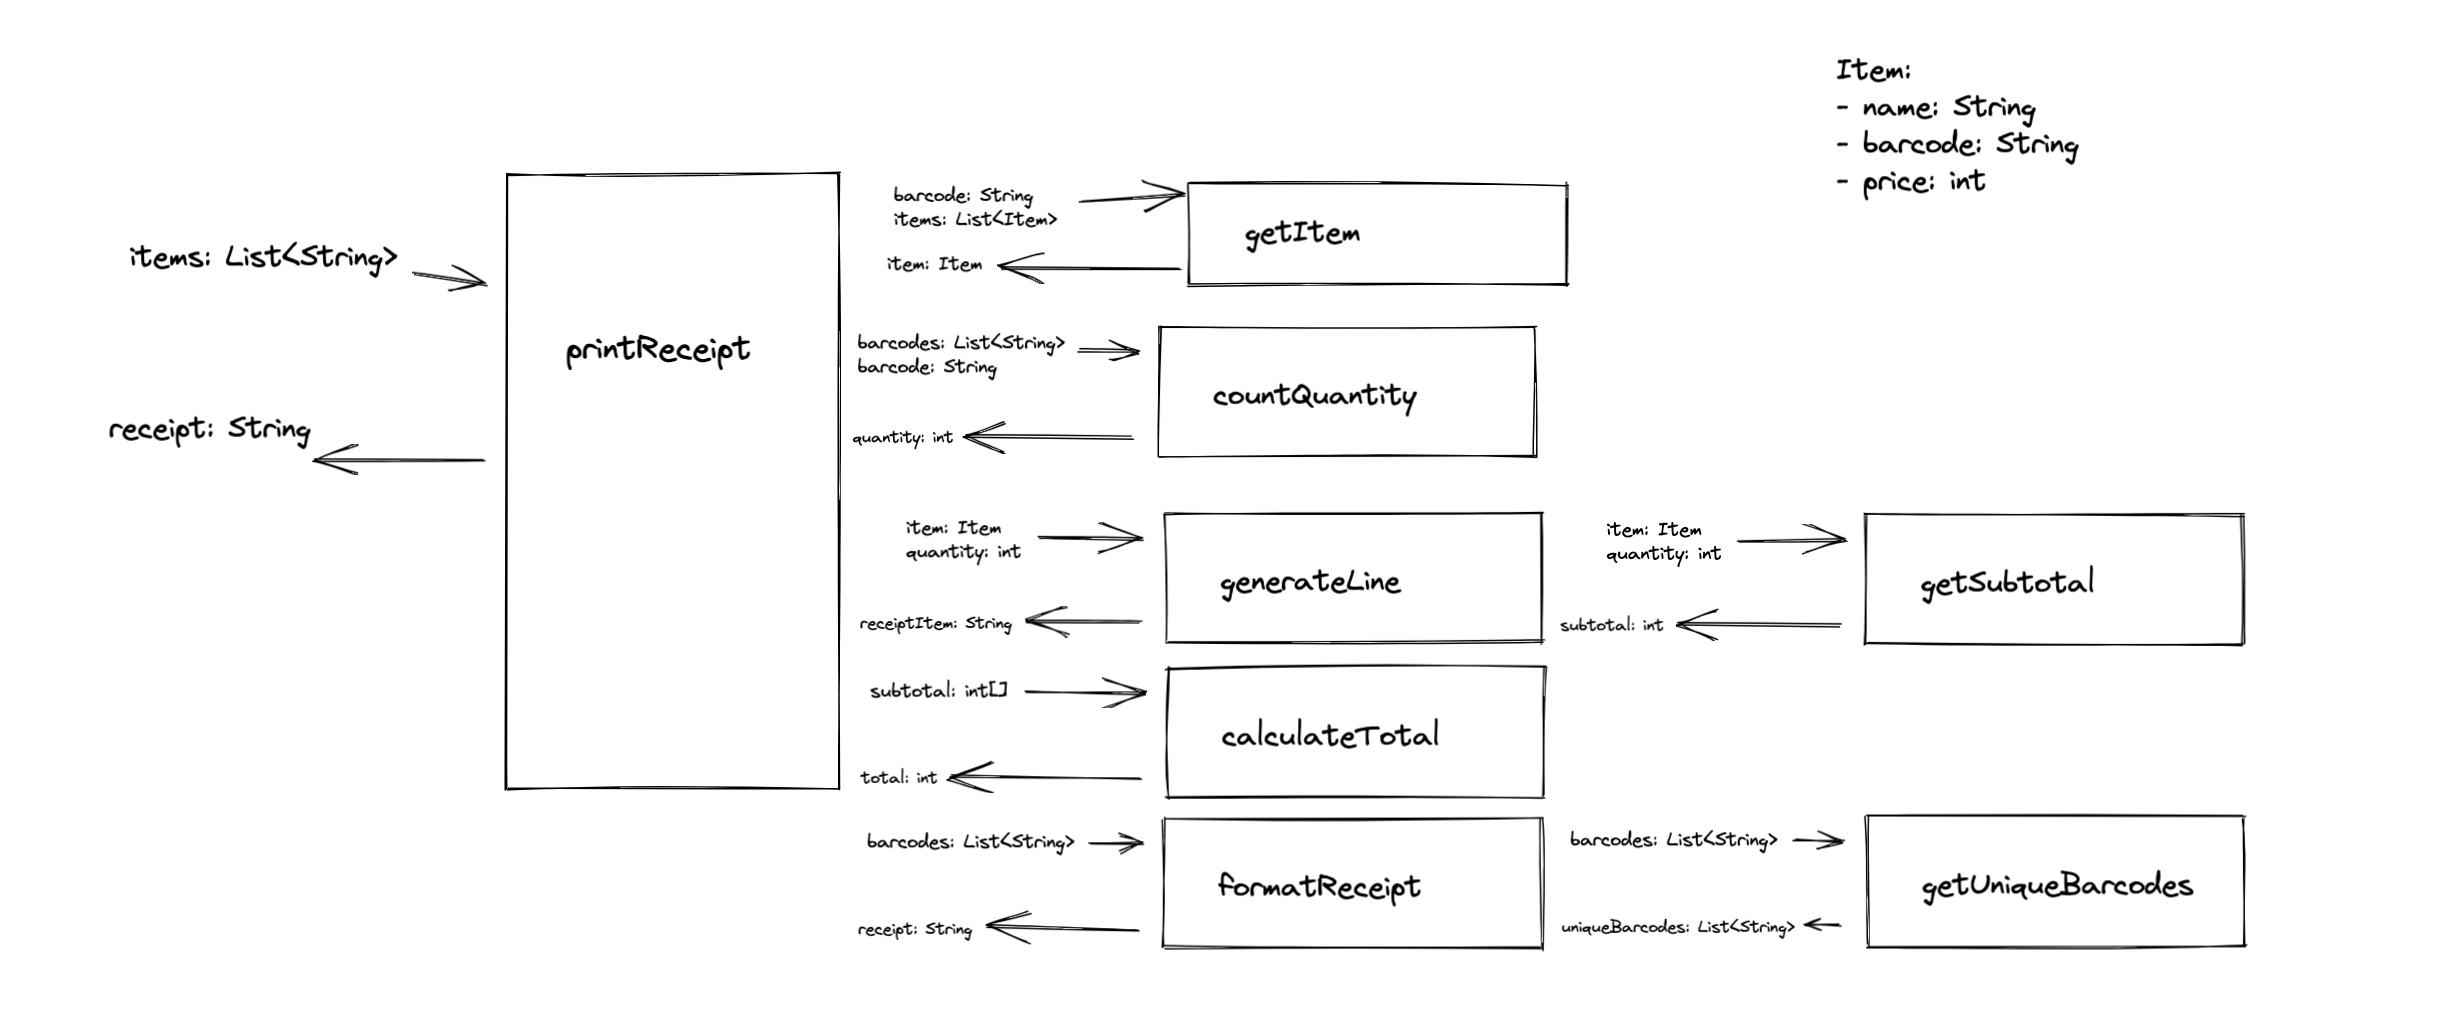 Item:
- name: String
- barcode: String
- price: int
items: List<String>
receipt: String
printReceipt
barcode: String
items: List<Item>
item: Item
getItem
barcodes: List<String>
barcode: String
quantity: int
countQuantity
item: Item
quantity: int
receiptItem: String
generateLine
item: Item
quantity: int
subtotal: int
getSubtotal
subtotal: int[]
total: int
calculateTotal
barcodes: List<String>
receipt: String
formatReceipt
barcodes: List<String>
uniqueBarcodes: List<String>
getUniqueBarcodes